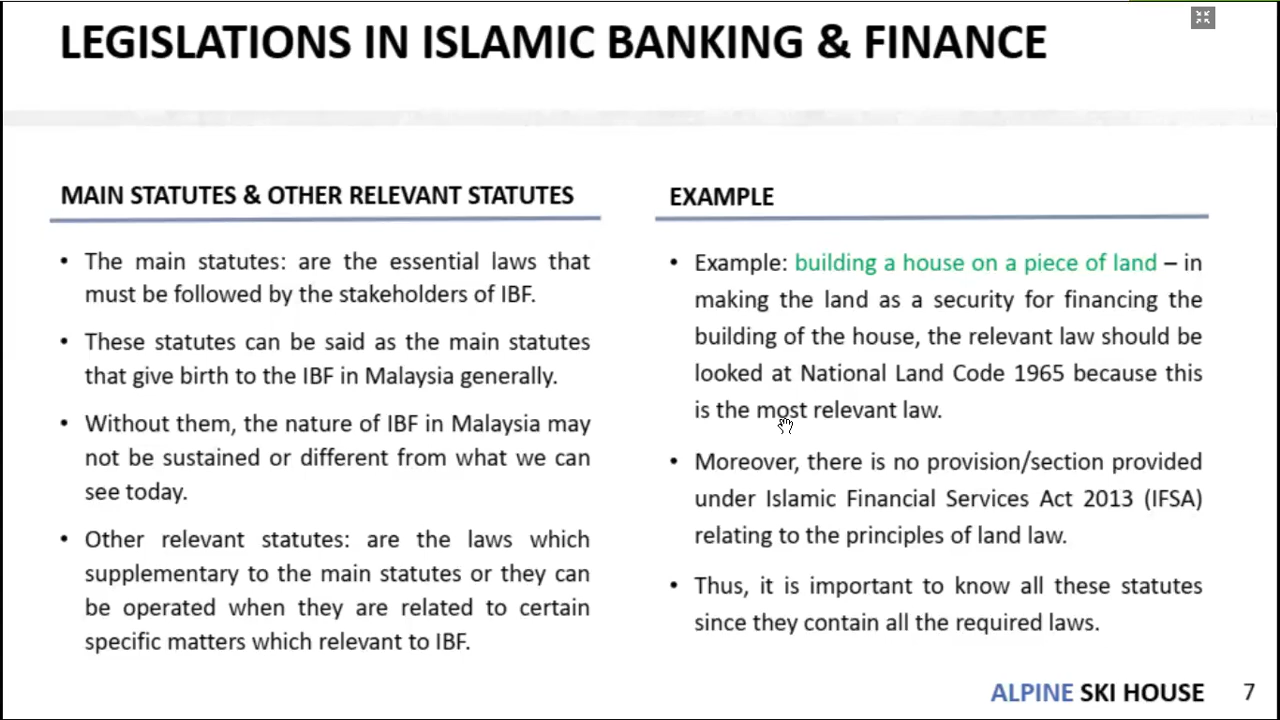 LEGISLATIONS IN ISLAMIC BANKING & FINANCE
MAIN STATUTES & OTHER RELEVANT STATUTES
• The main statutes: are the essential laws that
must be followed by the stakeholders of IBF.
• These statutes can be said as the main statutes
that give birth to the IBF in Malaysia generally.
• Without them, the nature of IBF in Malaysia may
not be sustained or different from what we can
see today.
• Other relevant statutes: are the laws which
supplementary to the main statutes or they can
be operated when they are related to certain
specific matters which relevant to IBF.
EXAMPLE
• Example: building a house on a piece of land – in
making the land as a security for financing the
building of the house, the relevant law should be
looked at National Land Code 1965 because this
is the most relevant law.
• Moreover, there is no provision/section provided
under Islamic Financial Services Act 2013 (IFSA)
relating to the principles of land law.
• Thus, it is important to know all these statutes
since they contain all the required laws.
ALPINE SKI HOUSE 7